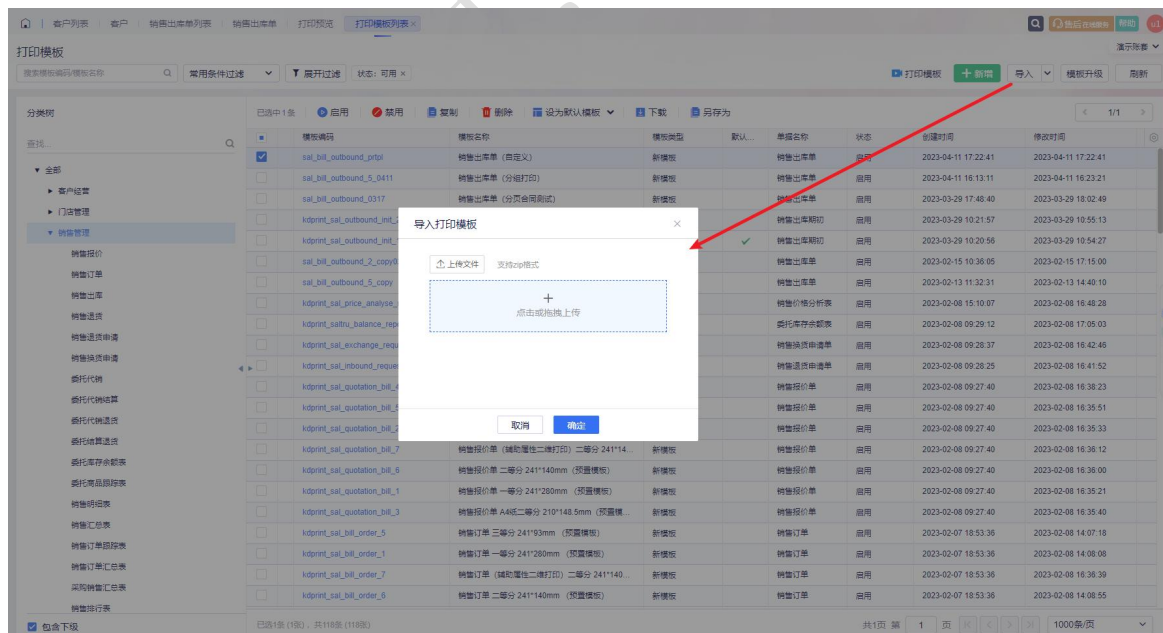 客户列表 客户 销售出库单列表 销售出库单 打印预览 打印模板列表 ×
售后在线服务 帮助 u1
打印模板 演示账套
搜索模板编码/模板名称 常用条件过滤 展开过滤 状态: 可用 × 打印模板 + 新增 导入 模板升级 刷新
分类树
查找...
全部
客户经营
门店管理
销售管理
销售报价
销售订单
销售出库
销售退货
销售退货申请
销售换货申请
委托代销
委托代销结算
委托代销退货
委托结算退货
委托库存余额表
委托商品跟踪表
销售明细表
销售汇总表
销售订单跟踪表
销售订单汇总表
采购销售汇总表
销售排行表
包含下级
已选中1条 启用 禁用 复制 删除 设为默认模板 下载 另存为 1/1
模板编码 模板名称 模板类型 默认... 单据名称 状态 创建时间 修改时间
sal_bill_outbound_prtpl 销售出库单 (自定义) 新模板 销售出库单 启用 2023-04-11 17:22:41 2023-04-11 17:22:41
sal_bill_outbound_5_0411 销售出库单 (分组打印) 新模板 销售出库单 启用 2023-04-11 16:13:11 2023-04-11 16:23:21
sal_bill_outbound_0317 销售出库单 (分页合同测试) 新模板 销售出库单 启用 2023-03-29 17:48:40 2023-03-29 18:02:49
kdprint_sal_outbound_init_2 销售出库期初 启用 2023-03-29 10:21:57 2023-03-29 10:55:13
kdprint_sal_outbound_init_1 销售出库期初 启用 2023-03-29 10:20:56 2023-03-29 10:54:27
sal_bill_outbound_2_copy0 销售出库单 启用 2023-02-15 10:36:05 2023-02-15 17:15:00
sal_bill_outbound_5_copy 销售出库单 启用 2023-02-13 11:32:31 2023-02-13 14:40:10
kdprint_sal_price_analyse_ 销售价格分析表 启用 2023-02-08 15:10:07 2023-02-08 16:48:28
kdprint_saltru_balance_rep 委托库存余额表 启用 2023-02-08 09:29:12 2023-02-08 17:05:03
kdprint_sal_exchange_requ 销售换货申请单 启用 2023-02-08 09:28:37 2023-02-08 16:42:46
kdprint_sal_inbound_reque 销售退货申请单 启用 2023-02-08 09:28:25 2023-02-08 16:41:52
kdprint_sal_quotation_bill_4 销售报价单 启用 2023-02-08 09:27:40 2023-02-08 16:38:23
kdprint_sal_quotation_bill_5 销售报价单 启用 2023-02-08 09:27:40 2023-02-08 16:35:51
kdprint_sal_quotation_bill_2 销售报价单 启用 2023-02-08 09:27:40 2023-02-08 16:35:33
kdprint_sal_quotation_bill_7 销售报价单 (辅助属性二维打印) 二等分 241*14... 新模板 销售报价单 启用 2023-02-08 09:27:40 2023-02-08 16:36:12
kdprint_sal_quotation_bill_6 销售报价单 二等分 241*140mm (预置模板) 新模板 销售报价单 启用 2023-02-08 09:27:40 2023-02-08 16:36:00
kdprint_sal_quotation_bill_1 销售报价单 一等分 241*280mm (预置模板) 新模板 销售报价单 启用 2023-02-08 09:27:40 2023-02-08 16:35:21
kdprint_sal_quotation_bill_3 销售报价单 A4纸二等分 210*148.5mm (预置模... 新模板 销售报价单 启用 2023-02-08 09:27:40 2023-02-08 16:35:40
kdprint_sal_bill_order_5 销售订单 三等分 241*93mm (预置模板) 新模板 销售订单 启用 2023-02-07 18:53:36 2023-02-08 14:07:18
kdprint_sal_bill_order_1 销售订单 一等分 241*280mm (预置模板) 新模板 销售订单 启用 2023-02-07 18:53:36 2023-02-08 14:08:08
kdprint_sal_bill_order_7 销售订单 (辅助属性二维打印) 二等分 241*140... 新模板 销售订单 启用 2023-02-07 18:53:36 2023-02-08 16:36:39
kdprint_sal_bill_order_6 销售订单 二等分 241*140mm (预置模板) 新模板 销售订单 启用 2023-02-07 18:53:36 2023-02-08 14:08:55
已选1条 (1张) , 共118条 (118张) 共1页 第 1 页 1000条/页
导入打印模板 ×
上传文件 支持zip格式
+
点击或拖拽上传
取消 确定